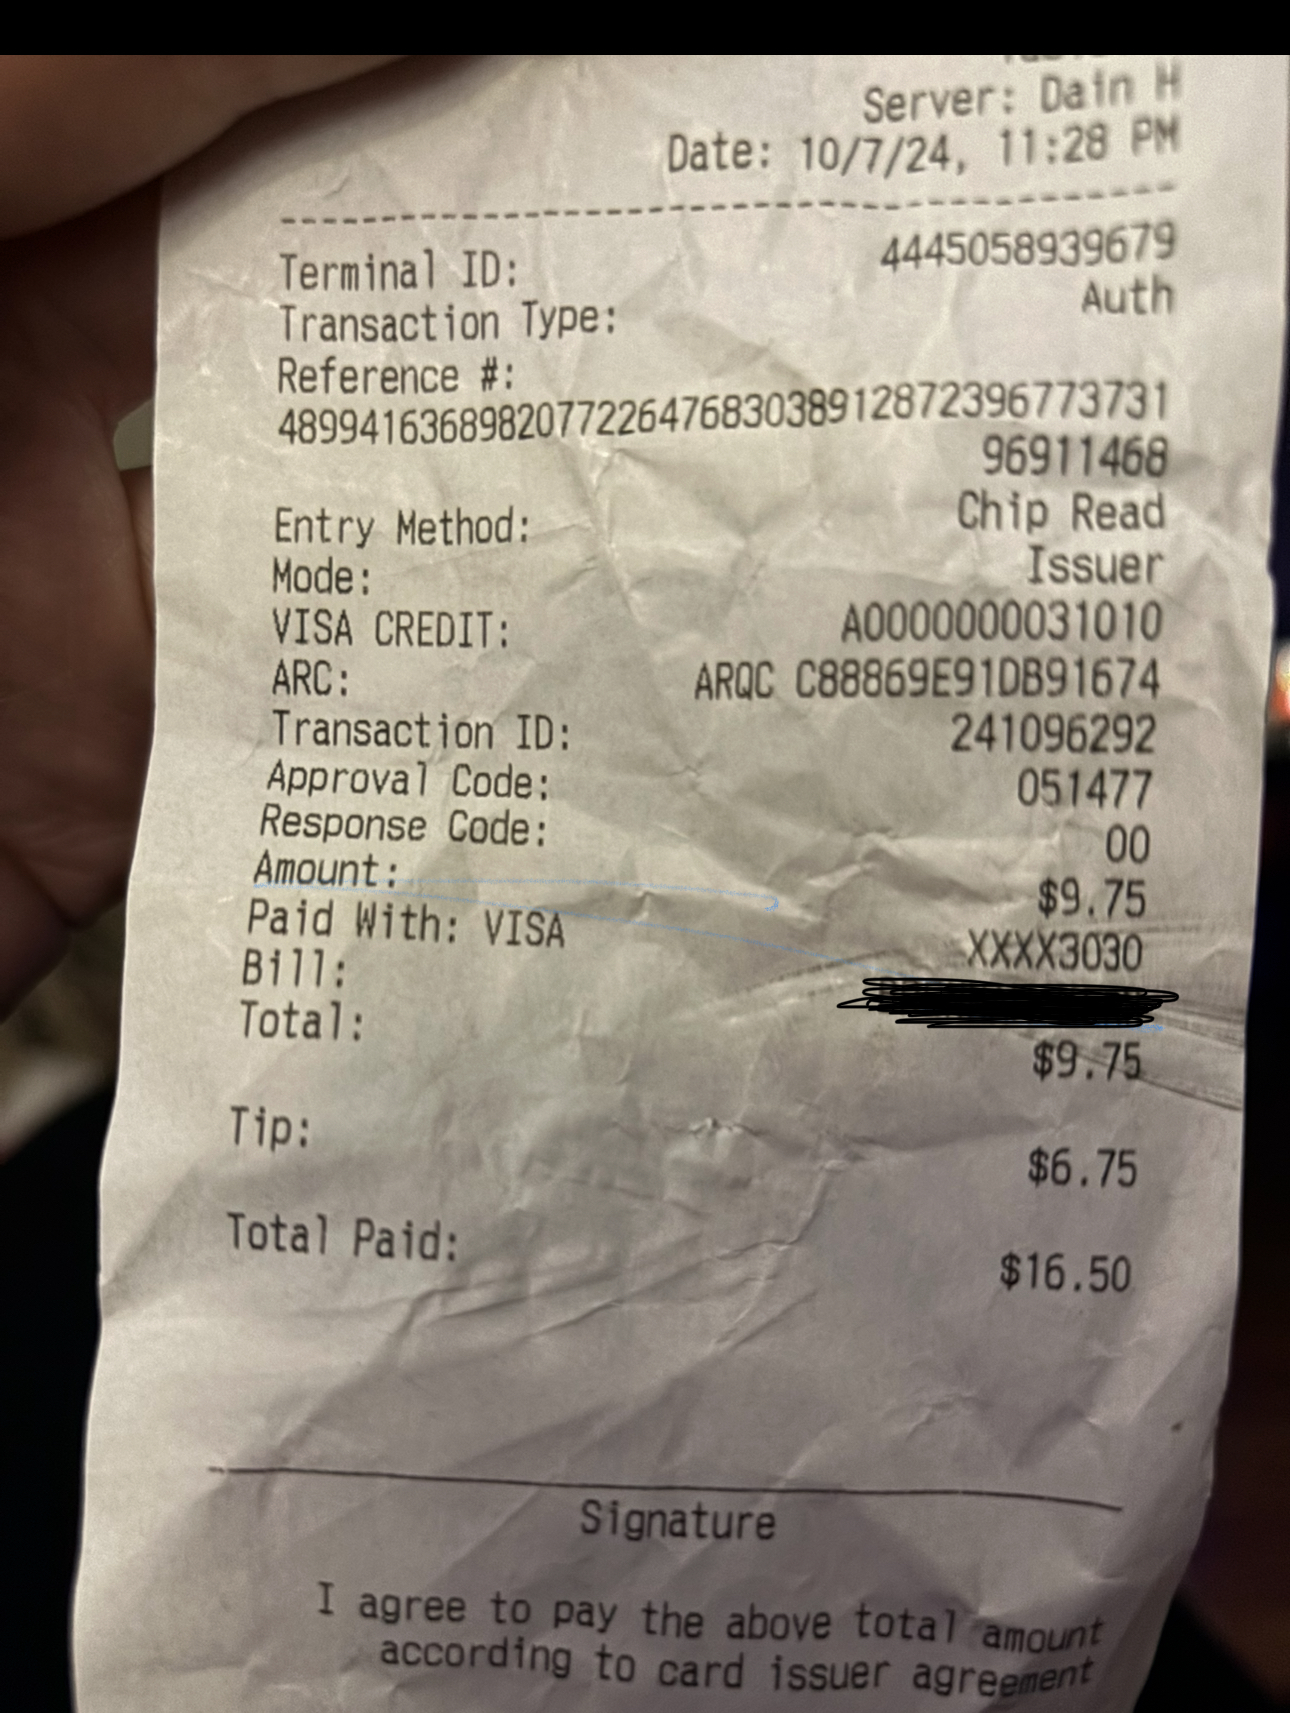 Server: Dain H
Date: 10/7/24, 11:28 PM
--------------------------------------------
Terminal ID: 4445058939679
Transaction Type: Auth
Reference #:
48994163689820772264768303891287239677​3731
96911468
Entry Method: Chip Read
Mode: Issuer
VISA CREDIT: A0000000031010
ARC: ARQC C88869E91DB91674
Transaction ID: 241096292
Approval Code: 051477
Response Code: 00
Amount: $9.75
Paid With: VISA XXXX3030
Bill:
Total: $9.75
Tip: $6.75
Total Paid: $16.50
Signature
I agree to pay the above total amount
according to card issuer agreement